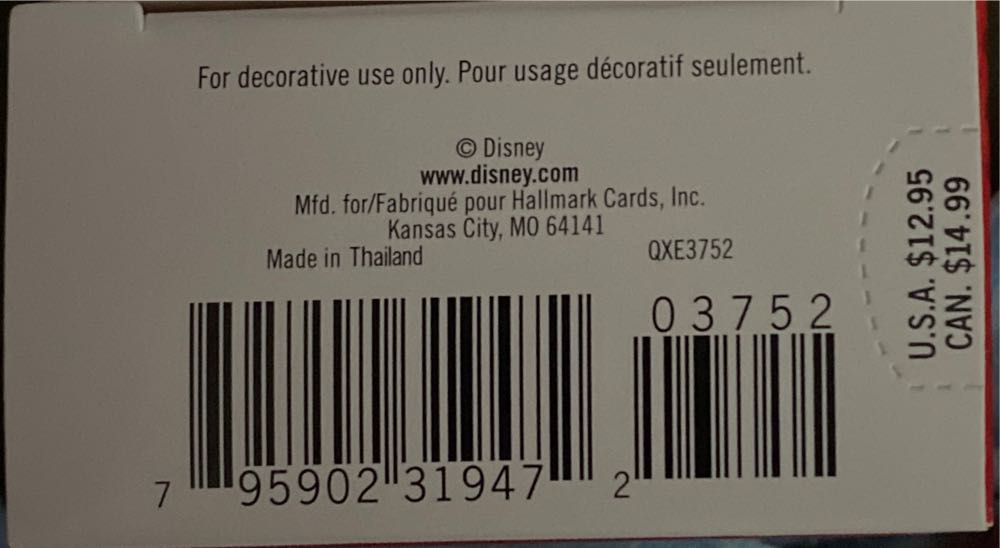 For decorative use only. Pour usage décoratif seulement.
© Disney
www.disney.com
Mfd. for/Fabriqué pour Hallmark Cards, Inc.
Kansas City, MO 64141
Made in Thailand
QXE3752
03752
7 95902 31947 2
U.S.A. $12.95
CAN. $14.99